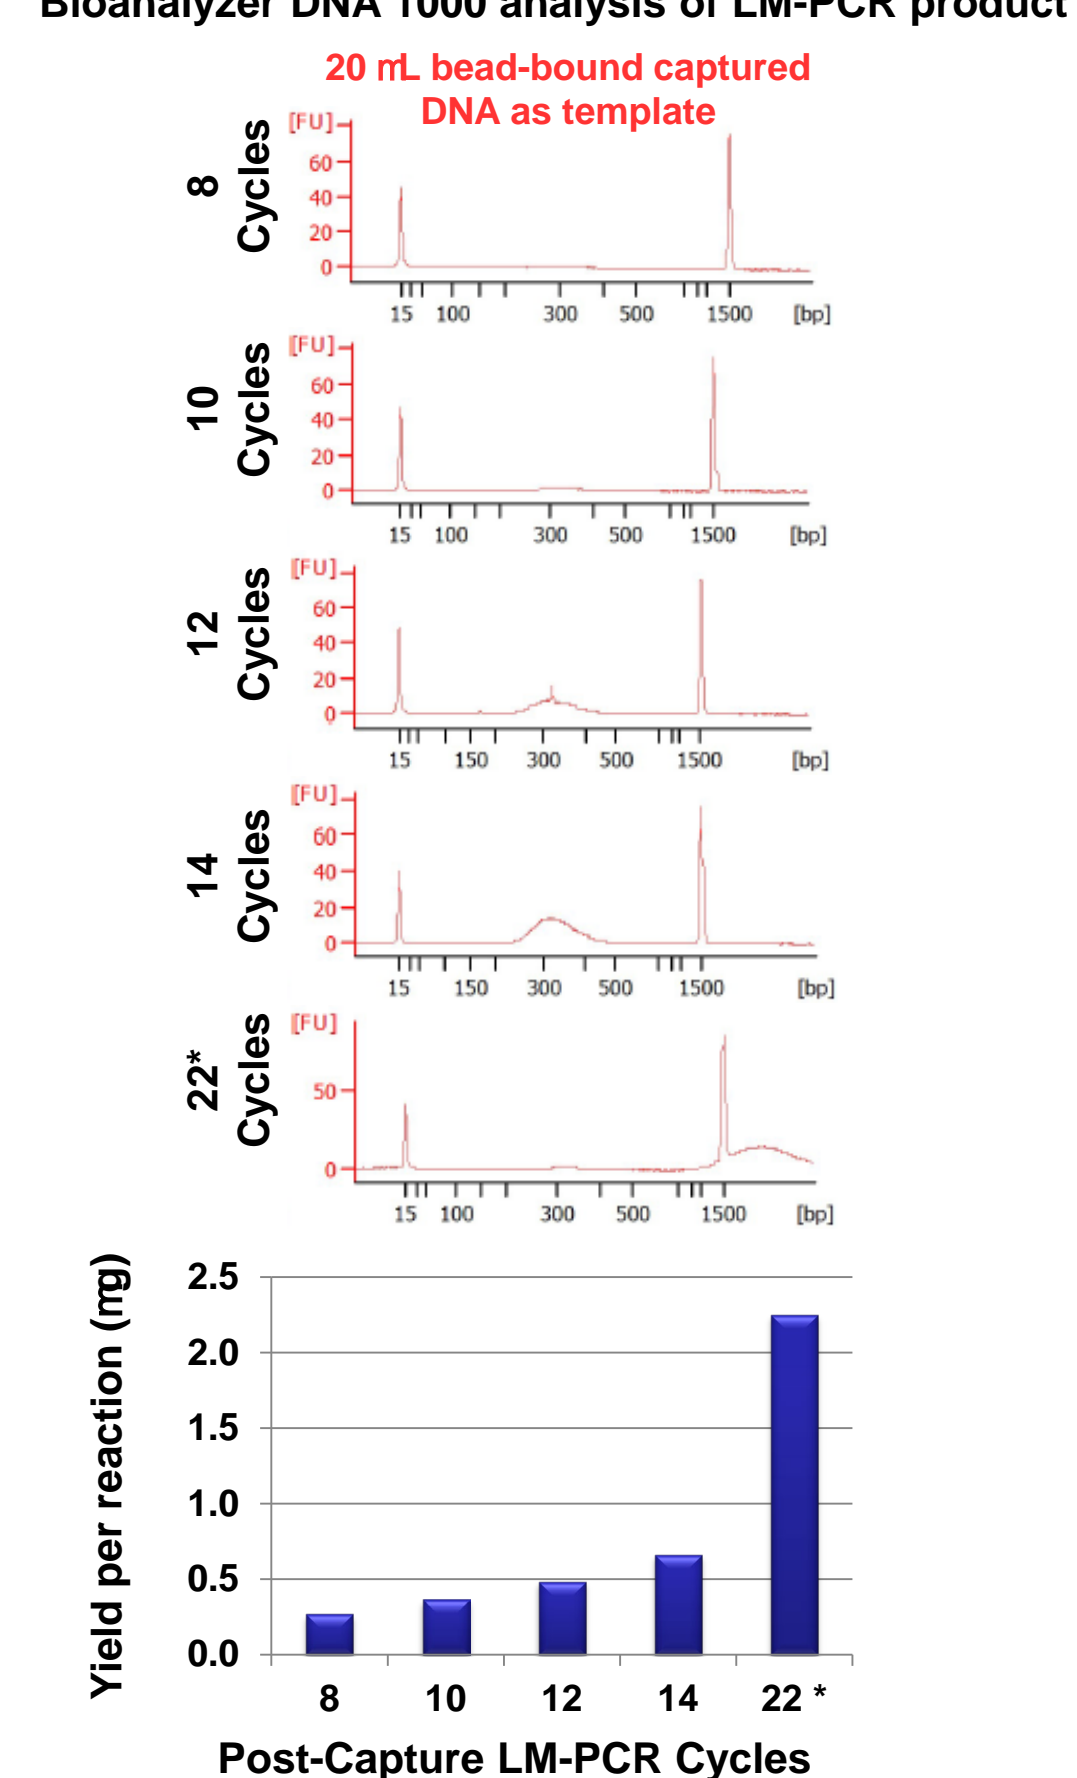 Bioanalyzer DNA 1000 analysis of LM-PCR product
20 mL bead-bound captured
DNA as template
8
Cycles
[FU]
60
40
20
0
15 100 300 500 1500 [bp]
10
Cycles
[FU]
60
40
20
0
15 100 300 500 1500 [bp]
12
Cycles
[FU]
60
40
20
0
15 150 300 500 1500 [bp]
14
Cycles
[FU]
60
40
20
0
15 150 300 500 1500 [bp]
22*
Cycles
[FU]
50
0
15 100 300 500 1500 [bp]
Yield per reaction (mg)
2.5
2.0
1.5
1.0
0.5
0.0
8 10 12 14 22 *
Post-Capture LM-PCR Cycles